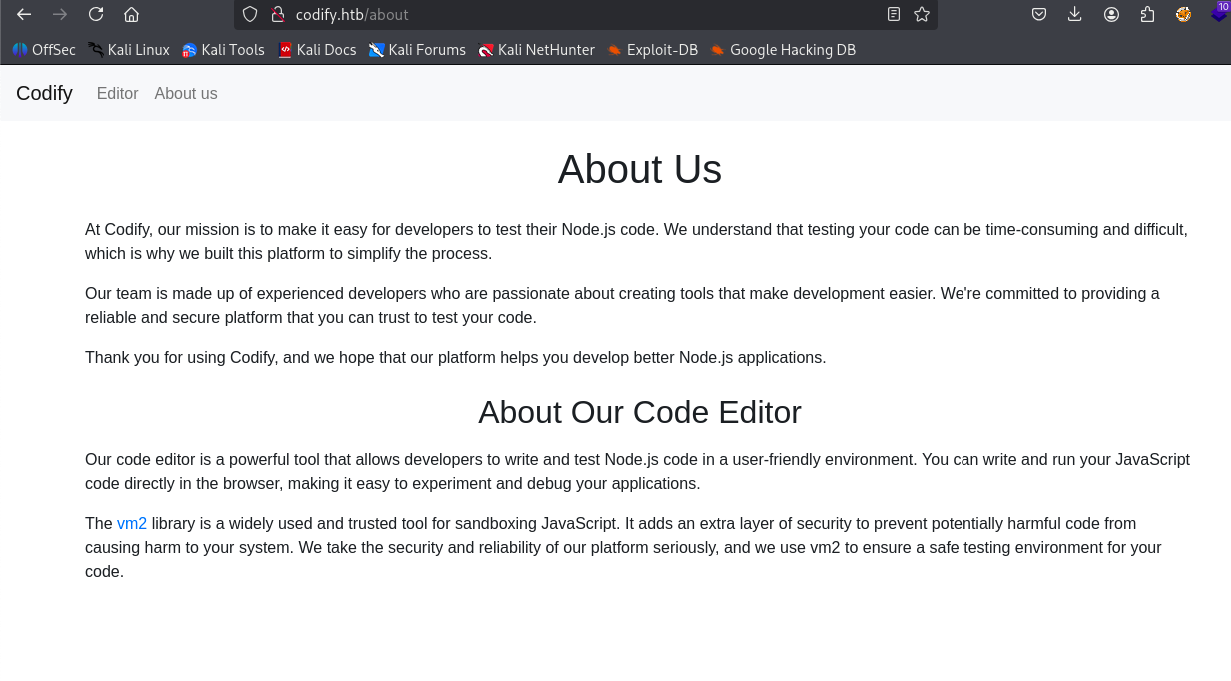 codify.htb/about
10
OffSec Kali Linux Kali Tools Kali Docs Kali Forums Kali NetHunter Exploit-DB Google Hacking DB
Codify Editor About us
About Us
At Codify, our mission is to make it easy for developers to test their Node.js code. We understand that testing your code can be time-consuming and difficult,
which is why we built this platform to simplify the process.
Our team is made up of experienced developers who are passionate about creating tools that make development easier. We're committed to providing a
reliable and secure platform that you can trust to test your code.
Thank you for using Codify, and we hope that our platform helps you develop better Node.js applications.
About Our Code Editor
Our code editor is a powerful tool that allows developers to write and test Node.js code in a user-friendly environment. You can write and run your JavaScript
code directly in the browser, making it easy to experiment and debug your applications.
The vm2 library is a widely used and trusted tool for sandboxing JavaScript. It adds an extra layer of security to prevent potentially harmful code from
causing harm to your system. We take the security and reliability of our platform seriously, and we use vm2 to ensure a safe testing environment for your
code.